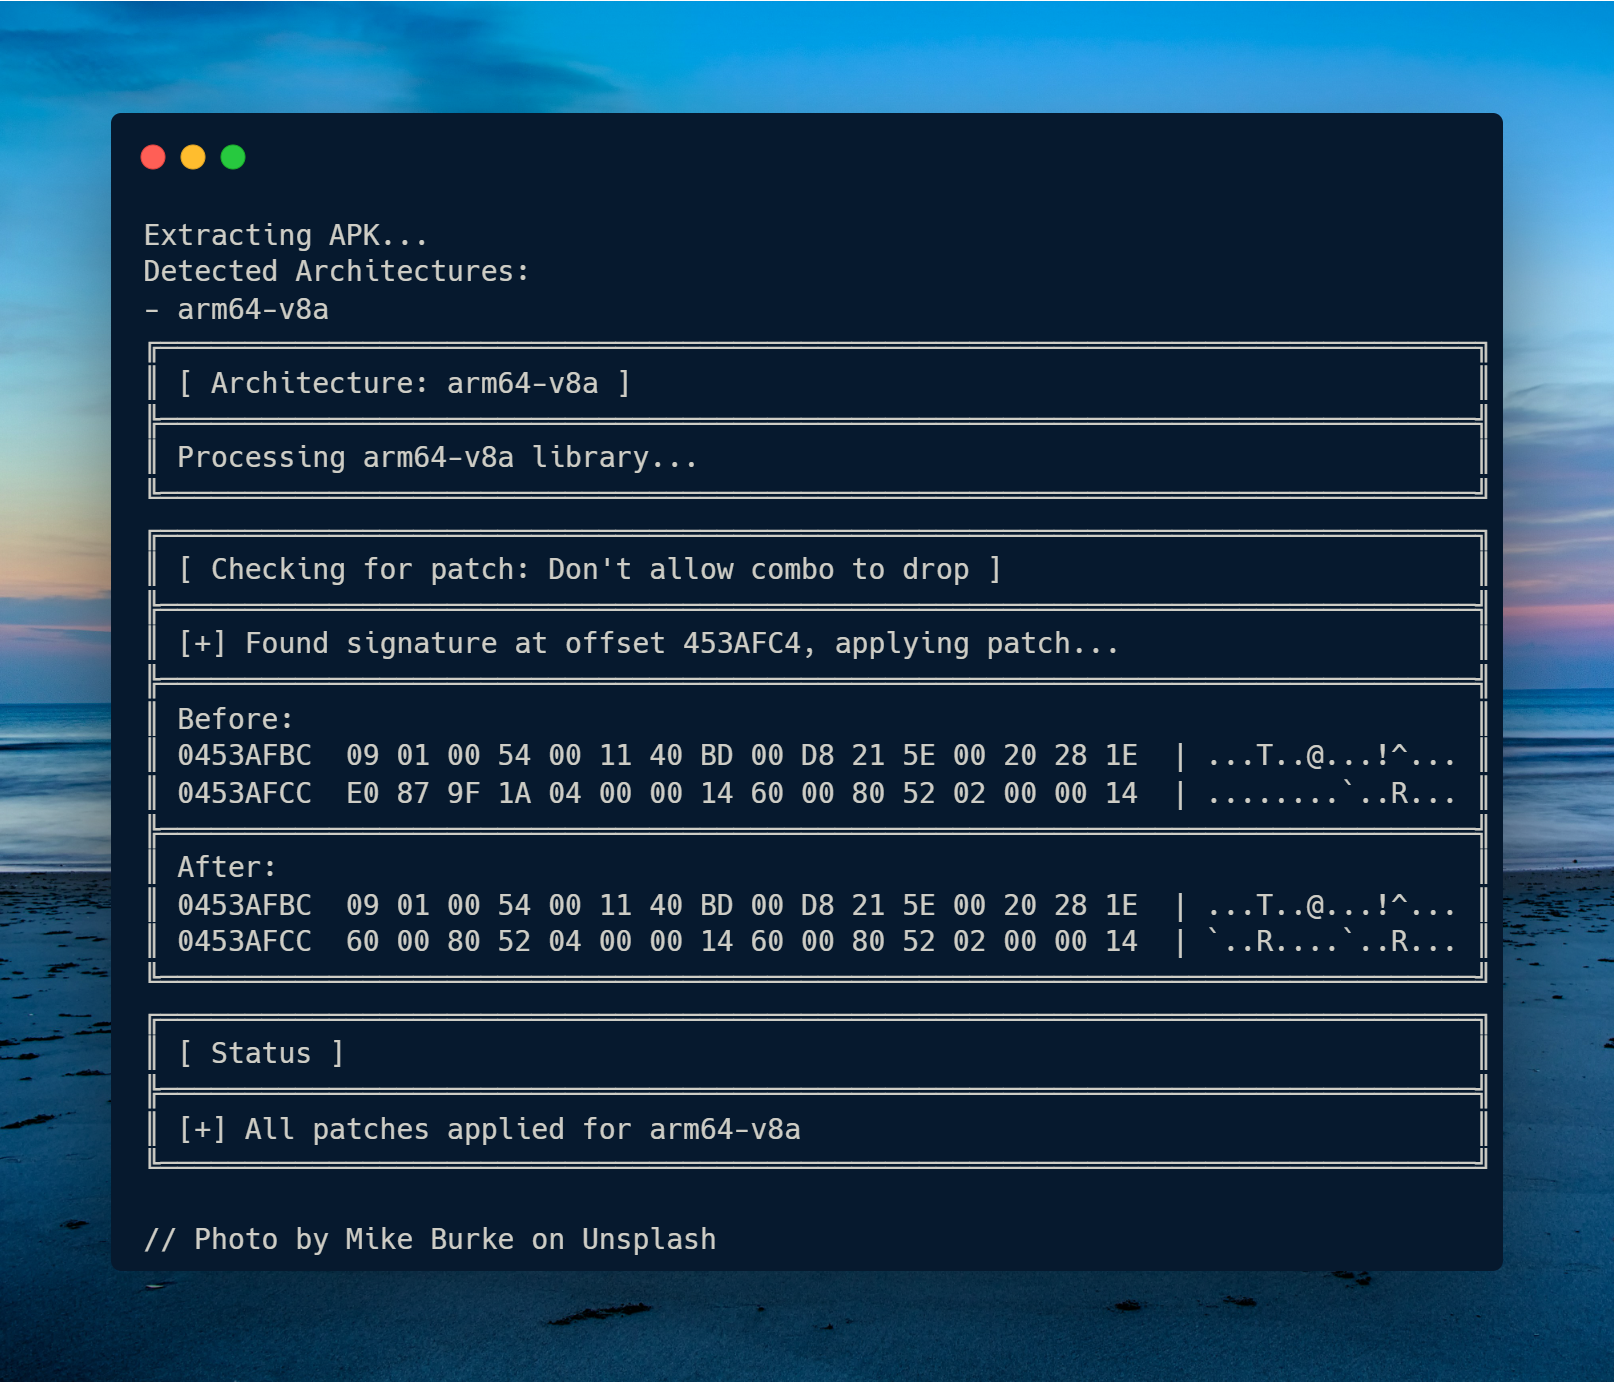 Extracting APK...
Detected Architectures:
- arm64-v8a
[ Architecture: arm64-v8a ]
Processing arm64-v8a library...
[ Checking for patch: Don't allow combo to drop ]
[+] Found signature at offset 453AFC4, applying patch...
Before:
0453AFBC  09 01 00 54 00 11 40 BD 00 D8 21 5E 00 20 28 1E  | ...T..@...!^. (.
0453AFCC  E0 87 9F 1A 04 00 00 14 60 00 80 52 02 00 00 14  | ........`..R...
After:
0453AFBC  09 01 00 54 00 11 40 BD 00 D8 21 5E 00 20 28 1E  | ...T..@...!^...
0453AFCC  60 00 80 52 04 00 00 14 60 00 80 52 02 00 00 14  | `..R....`..R...
[ Status ]
[+] All patches applied for arm64-v8a
// Photo by Mike Burke on Unsplash